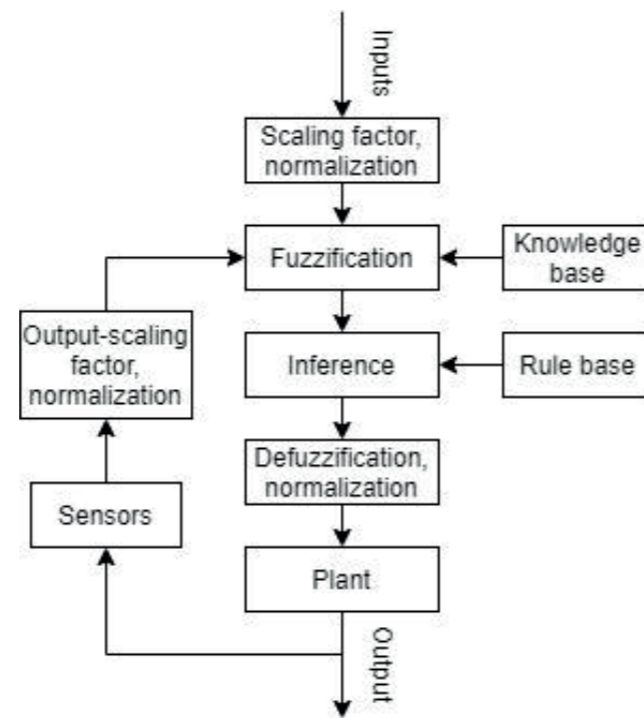 Inputs
Scaling factor,
normalization
Fuzzification
Knowledge
base
Output-scaling
factor,
normalization
Inference
Rule base
Defuzzification,
normalization
Sensors
Plant
Output